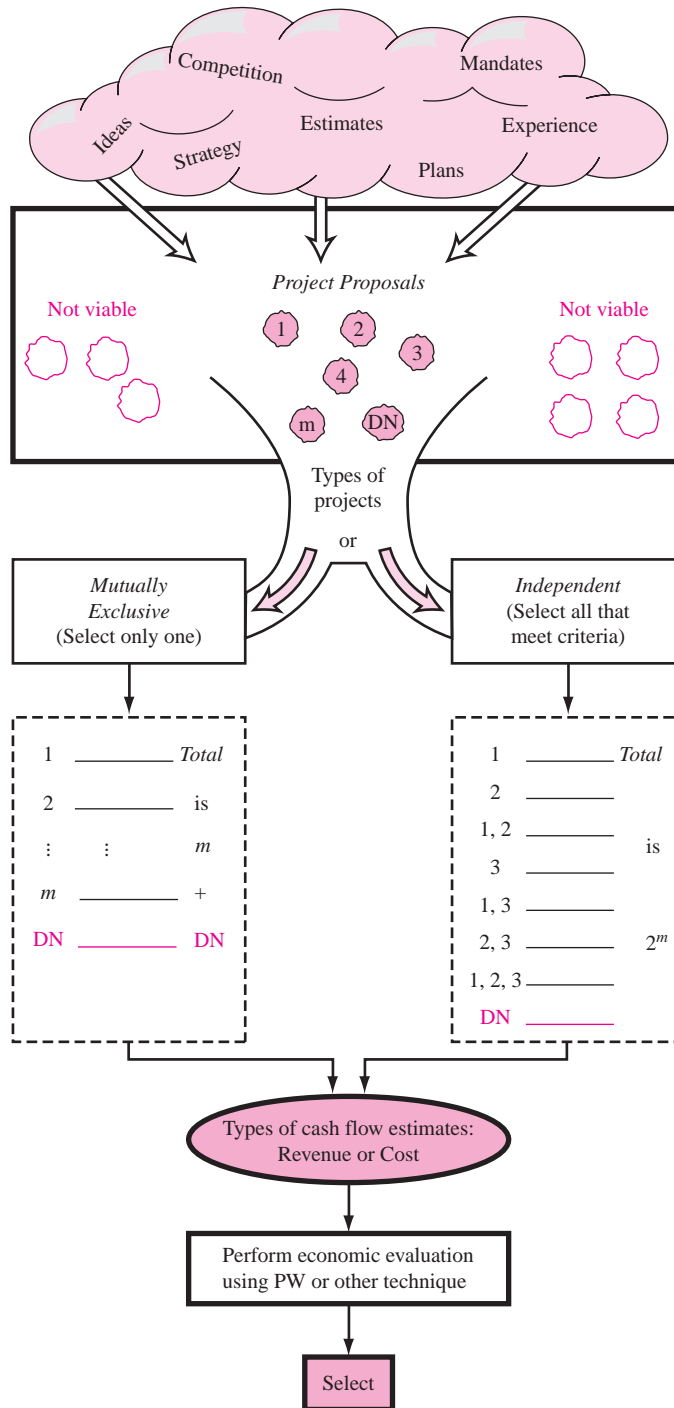 Competition
Mandates
Ideas
Strategy
Estimates
Experience
Plans
Project Proposals
Not viable
Not viable
1
2
3
4
m
DN
Types of
projects
or
Mutually
Exclusive
(Select only one)
Independent
(Select all that
meet criteria)
1 Total
2 is
⋮ ⋮ m
m +
DN DN
1 Total
2
1, 2
is
3
1, 3
2, 3 2^m
1, 2, 3
DN
Types of cash flow estimates:
Revenue or Cost
Perform economic evaluation
using PW or other technique
Select